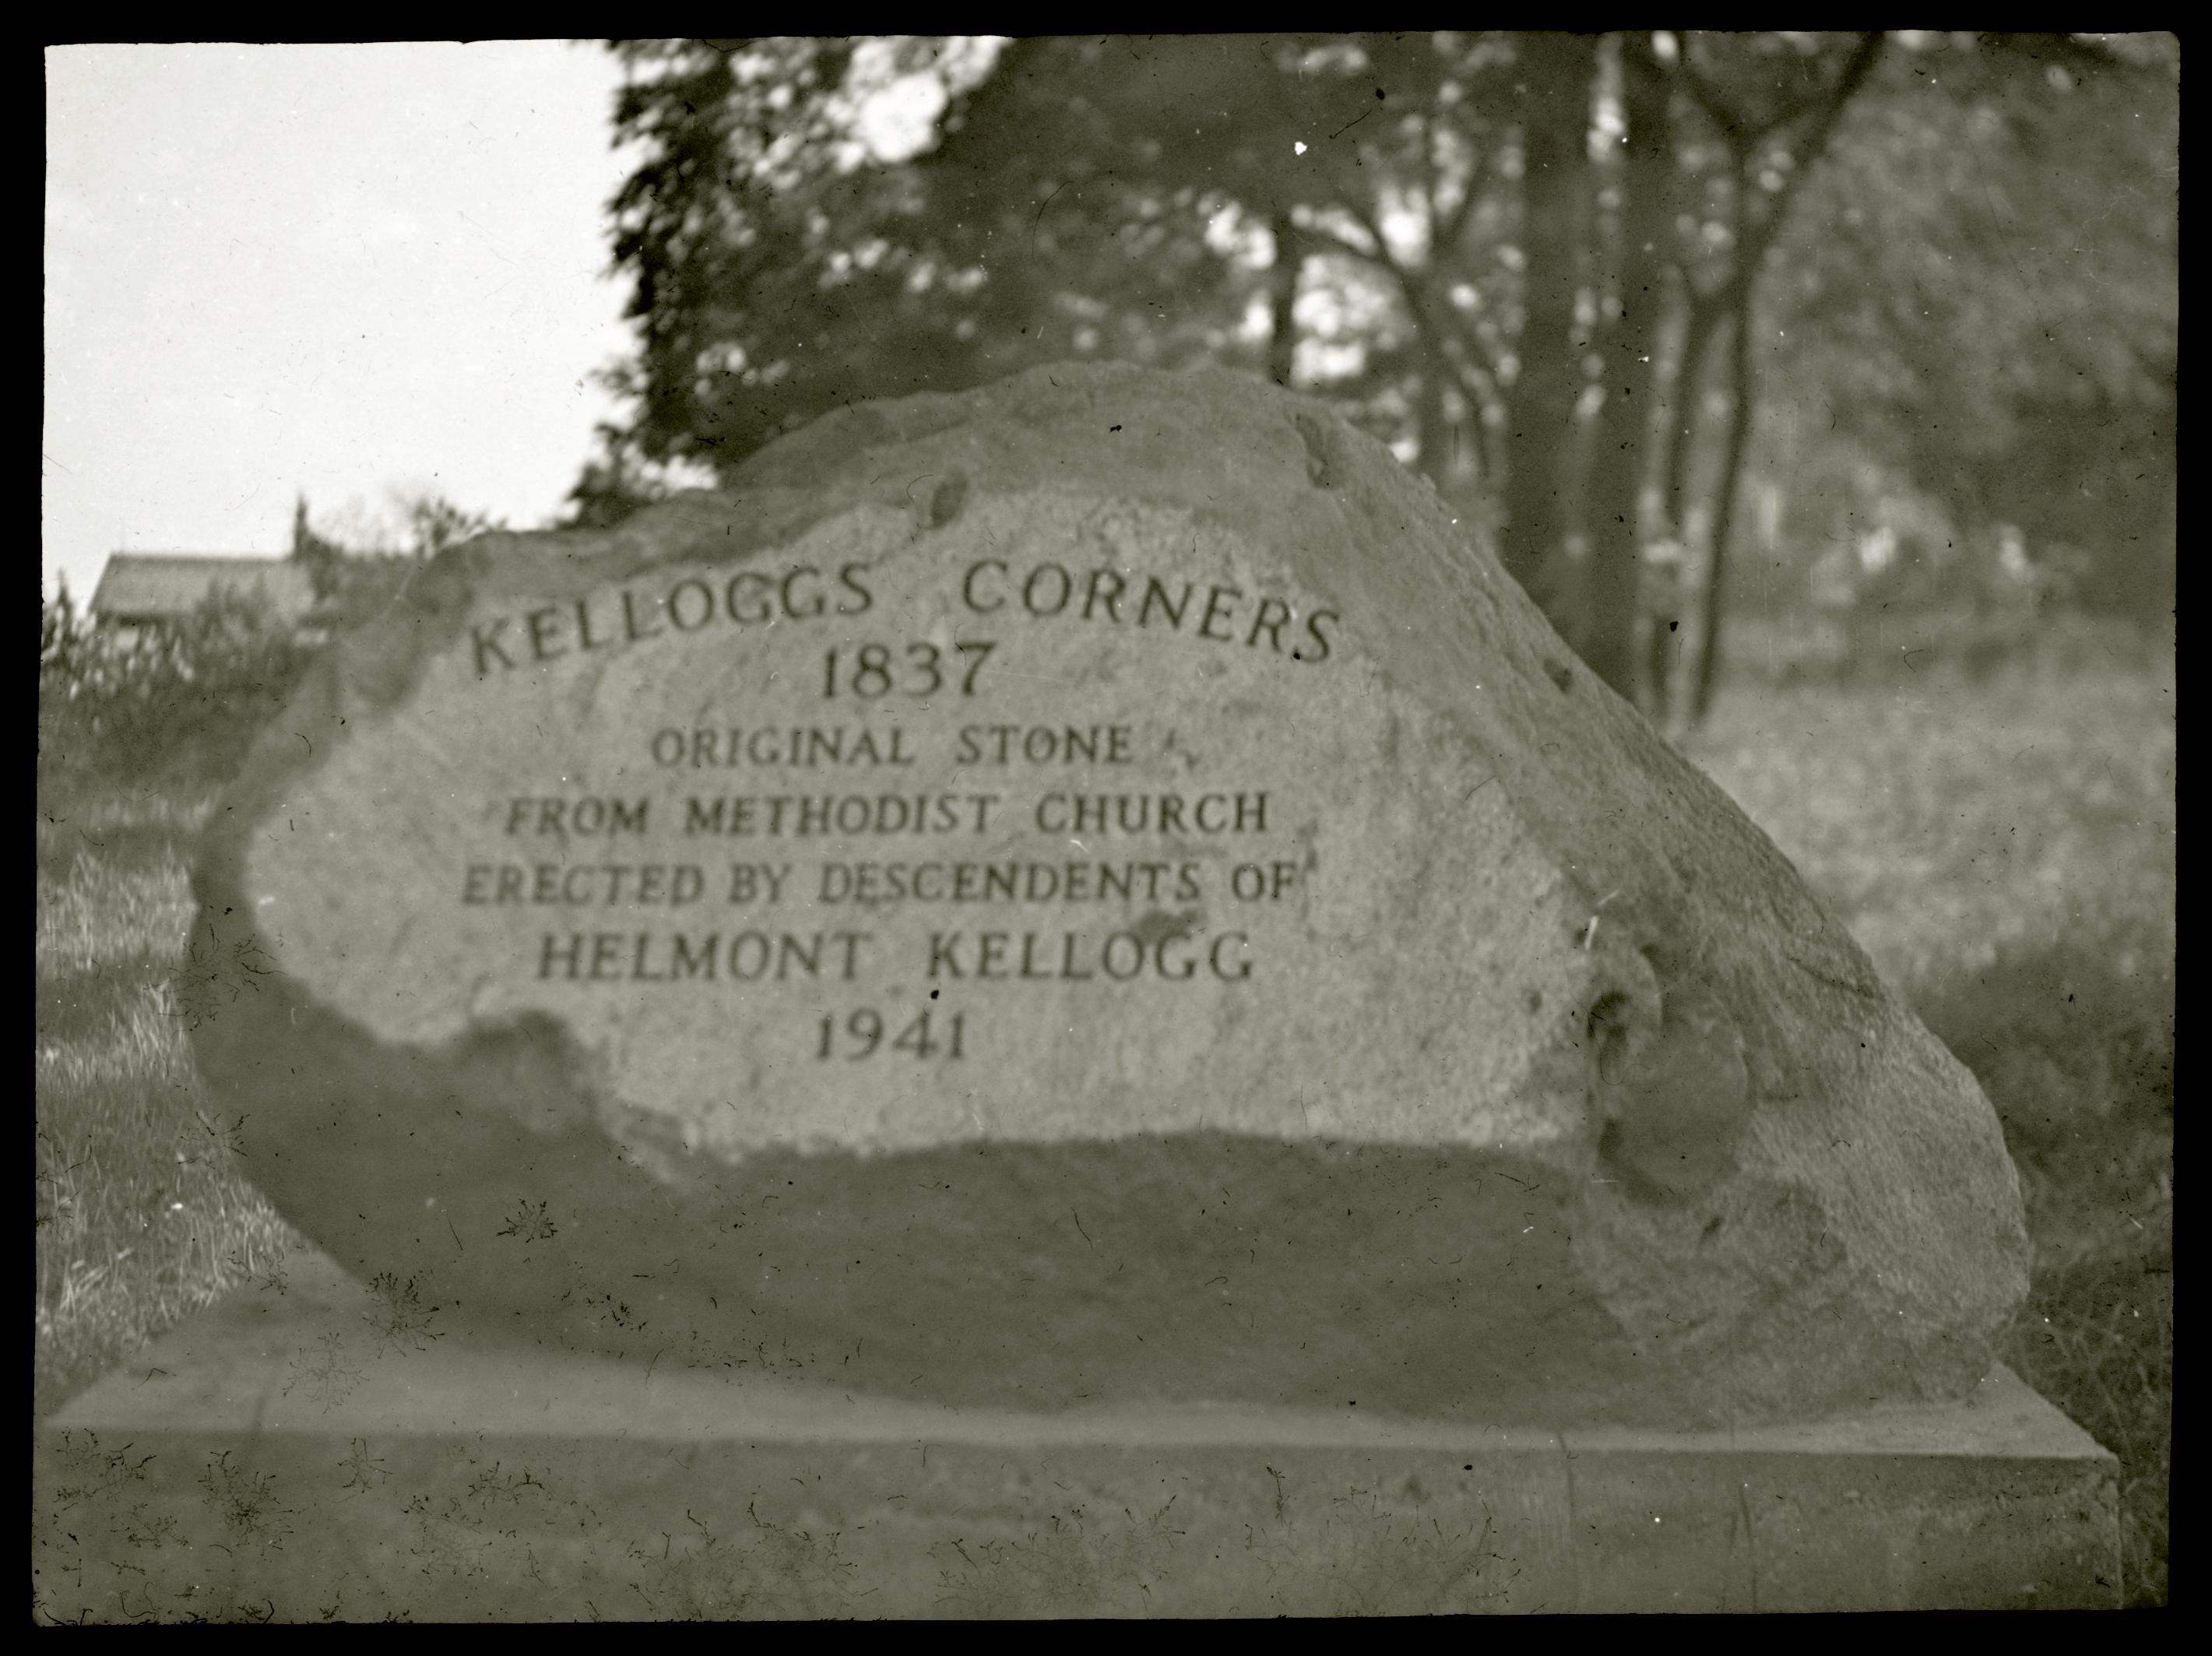 KELLOGGS CORNERS
1837
ORIGINAL STONE
FROM METHODIST CHURCH
ERECTED BY DESCENDENTS OF
HELMONT KELLOGG
1941